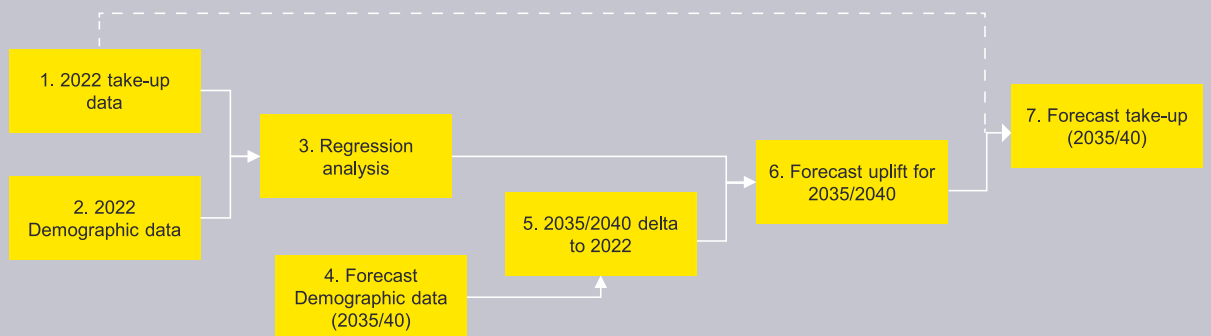 1. 2022 take-up
data
2. 2022
Demographic data
3. Regression
analysis
4. Forecast
Demographic data
(2035/40)
5. 2035/2040 delta
to 2022
6. Forecast uplift for
2035/2040
7. Forecast take-up
(2035/40)